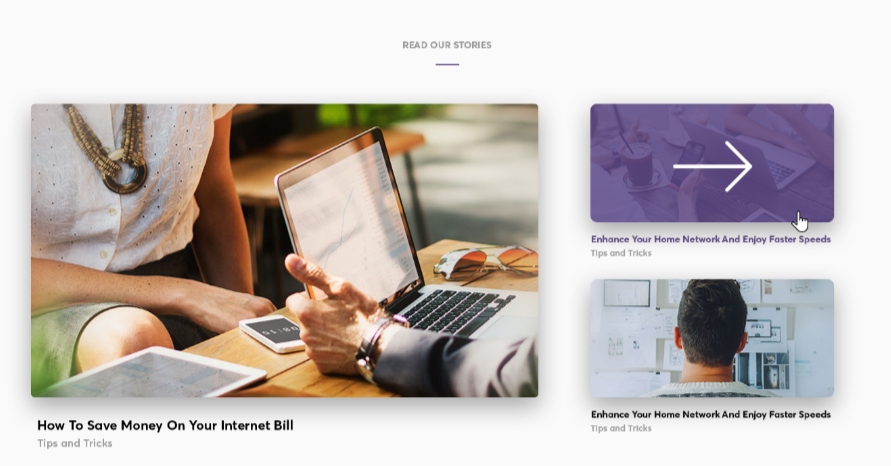 READ OUR STORIES
How To Save Money On Your Internet Bill
Tips and Tricks
Enhance Your Home Network And Enjoy Faster Speeds
Tips and Tricks
Enhance Your Home Network And Enjoy Faster Speeds
Tips and Tricks